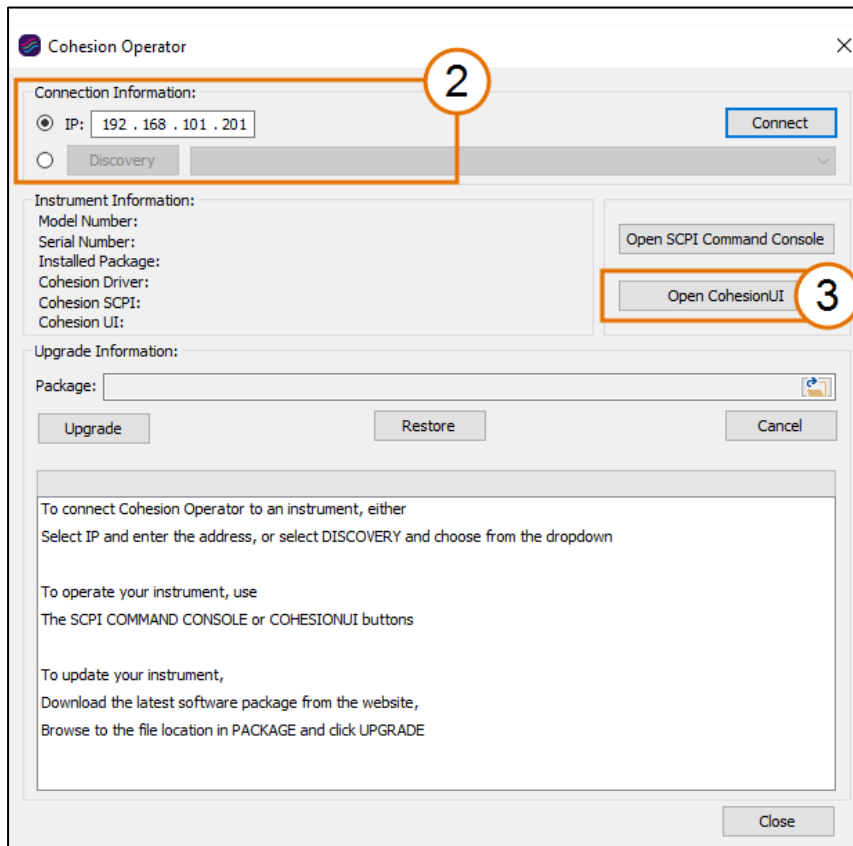 Cohesion Operator
Connection Information:
2
IP: 192 . 168 . 101 . 201
Connect
Discovery
Instrument Information:
Model Number:
Serial Number:
Installed Package:
Cohesion Driver:
Cohesion SCPI:
Cohesion UI:
Open SCPI Command Console
Open CohesionUI
3
Upgrade Information:
Package:
Upgrade
Restore
Cancel
To connect Cohesion Operator to an instrument, either
Select IP and enter the address, or select DISCOVERY and choose from the dropdown
To operate your instrument, use
The SCPI COMMAND CONSOLE or COHESIONUI buttons
To update your instrument,
Download the latest software package from the website,
Browse to the file location in PACKAGE and click UPGRADE
Close